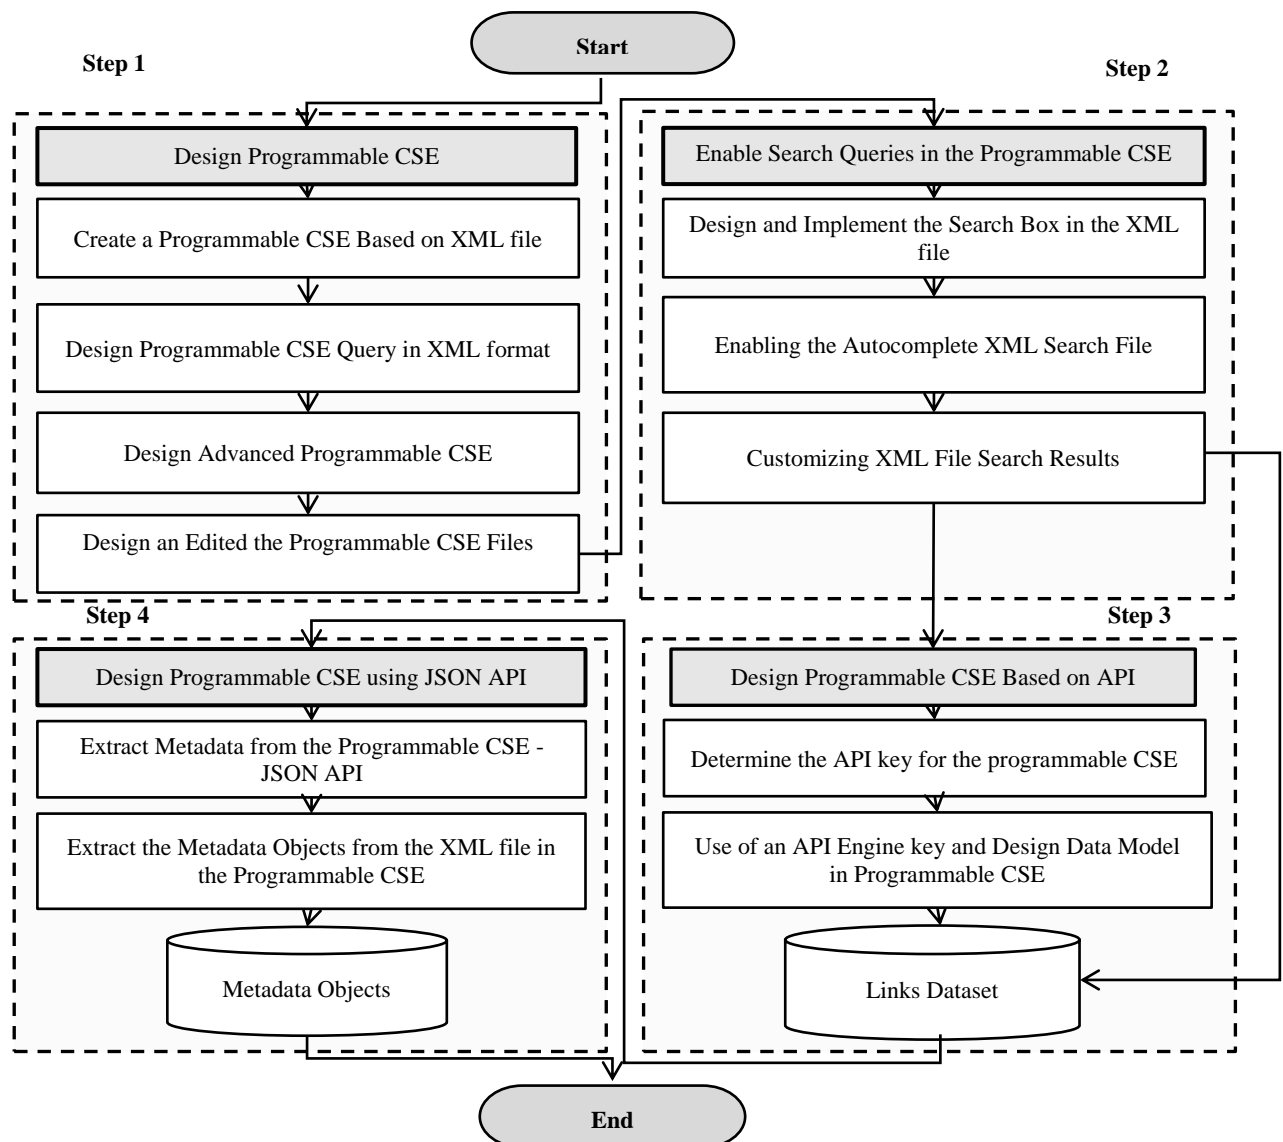 Start
Step 1
Design Programmable CSE
Create a Programmable CSE Based on XML file
Design Programmable CSE Query in XML format
Design Advanced Programmable CSE
Design an Edited the Programmable CSE Files
Step 2
Enable Search Queries in the Programmable CSE
Design and Implement the Search Box in the XML
file
Enabling the Autocomplete XML Search File
Customizing XML File Search Results
Step 3
Design Programmable CSE Based on API
Determine the API key for the programmable CSE
Use of an API Engine key and Design Data Model
in Programmable CSE
Links Dataset
Step 4
Design Programmable CSE using JSON API
Extract Metadata from the Programmable CSE -
JSON API
Extract the Metadata Objects from the XML file in
the Programmable CSE
Metadata Objects
End